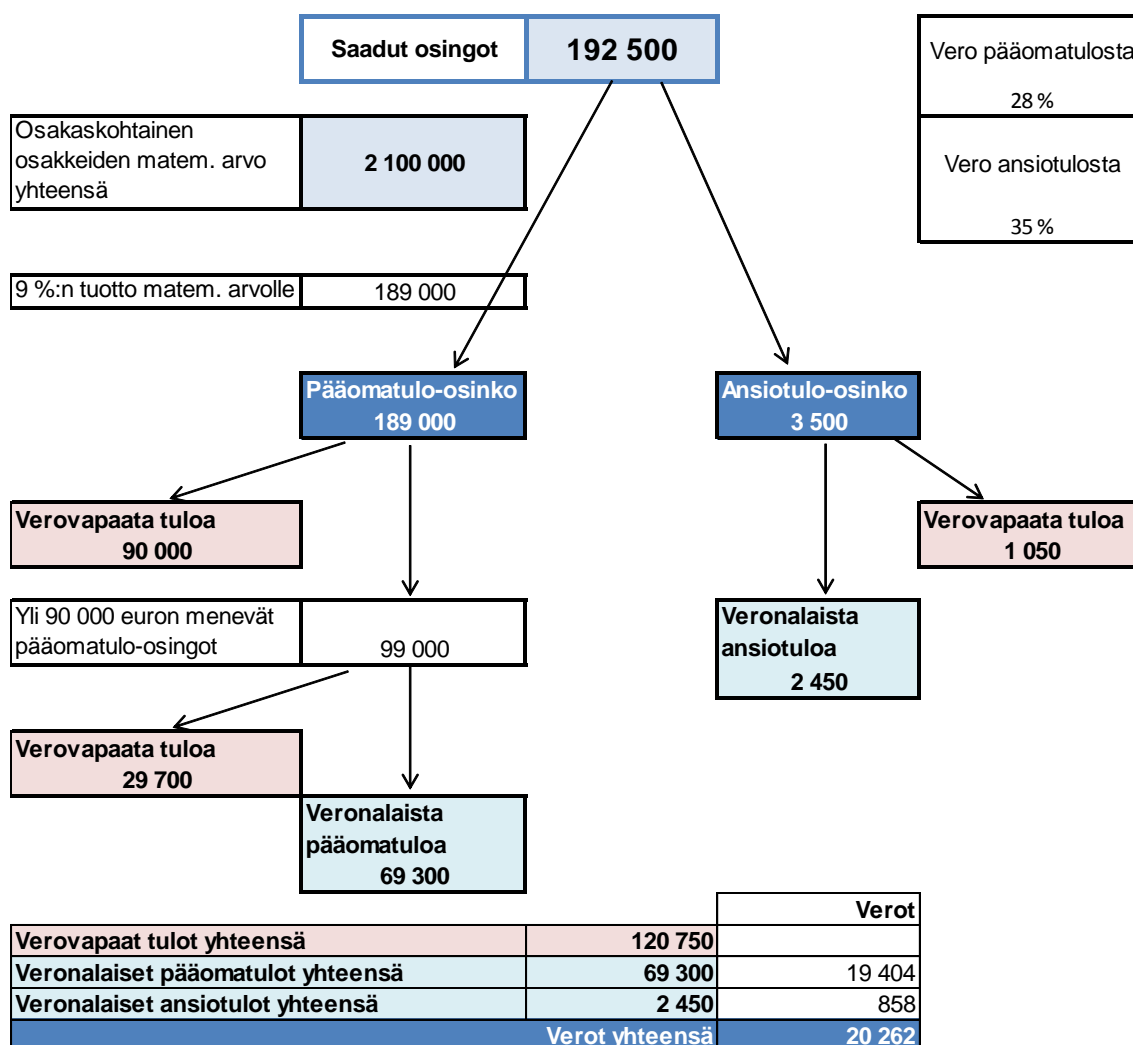 Saadut osingot 192 500
Vero pääomatulosta
28 %
Osakaskohtainen
osakkeiden matem. arvo
yhteensä
2 100 000
Vero ansiotulosta
35 %
9 %:n tuotto matem. arvolle 189 000
Pääomatulo-osinko
189 000
Ansiotulo-osinko
3 500
Verovapaata tuloa
90 000
Verovapaata tuloa
1 050
Yli 90 000 euron menevät
pääomatulo-osingot
99 000
Veronalaista
ansiotuloa
2 450
Verovapaata tuloa
29 700
Veronalaista
pääomatuloa
69 300
Verot
Verovapaat tulot yhteensä 120 750
Veronalaiset pääomatulot yhteensä 69 300 19 404
Veronalaiset ansiotulot yhteensä 2 450 858
Verot yhteensä 20 262